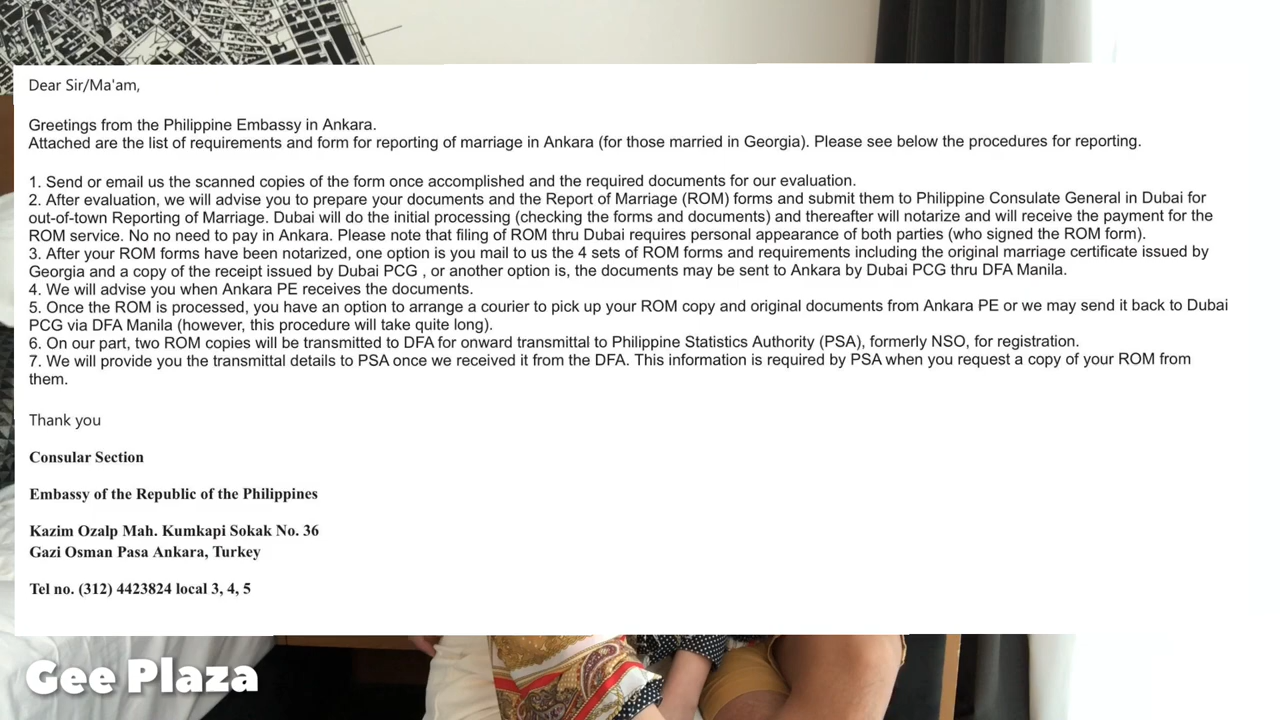 Dear Sir/Ma'am,
Greetings from the Philippine Embassy in Ankara.
Attached are the list of requirements and form for reporting of marriage in Ankara (for those married in Georgia). Please see below the procedures for reporting.
1. Send or email us the scanned copies of the form once accomplished and the required documents for our evaluation.
2. After evaluation, we will advise you to prepare your documents and the Report of Marriage (ROM) forms and submit them to Philippine Consulate General in Dubai for
out-of-town Reporting of Marriage. Dubai will do the initial processing (checking the forms and documents) and thereafter will notarize and will receive the payment for the
ROM service. No no need to pay in Ankara. Please note that filing of ROM thru Dubai requires personal appearance of both parties (who signed the ROM form).
3. After your ROM forms have been notarized, one option is you mail to us the 4 sets of ROM forms and requirements including the original marriage certificate issued by
Georgia and a copy of the receipt issued by Dubai PCG , or another option is, the documents may be sent to Ankara by Dubai PCG thru DFA Manila.
4. We will advise you when Ankara PE receives the documents.
5. Once the ROM is processed, you have an option to arrange a courier to pick up your ROM copy and original documents from Ankara PE or we may send it back to Dubai
PCG via DFA Manila (however, this procedure will take quite long).
6. On our part, two ROM copies will be transmitted to DFA for onward transmittal to Philippine Statistics Authority (PSA), formerly NSO, for registration.
7. We will provide you the transmittal details to PSA once we received it from the DFA. This information is required by PSA when you request a copy of your ROM from
them.
Thank you
Consular Section
Embassy of the Republic of the Philippines
Kazim Ozalp Mah. Kumkapi Sokak No. 36
Gazi Osman Pasa Ankara, Turkey
Tel no. (312) 4423824 local 3, 4, 5
Gee Plaza